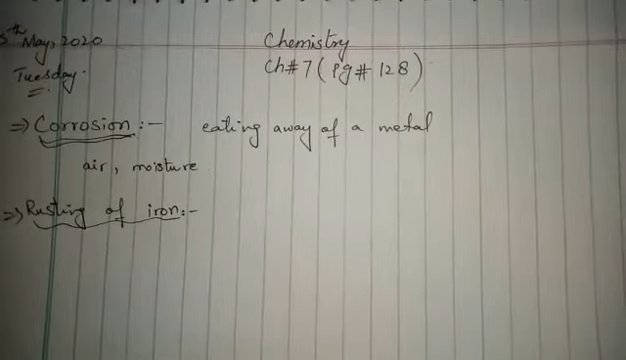 5th May, 2020
Chemistry
Tuesday.
Ch# 7 (Pg# 128)
=> Corrosion :- eating away of a metal
air, moisture
=> Rusting of iron :-